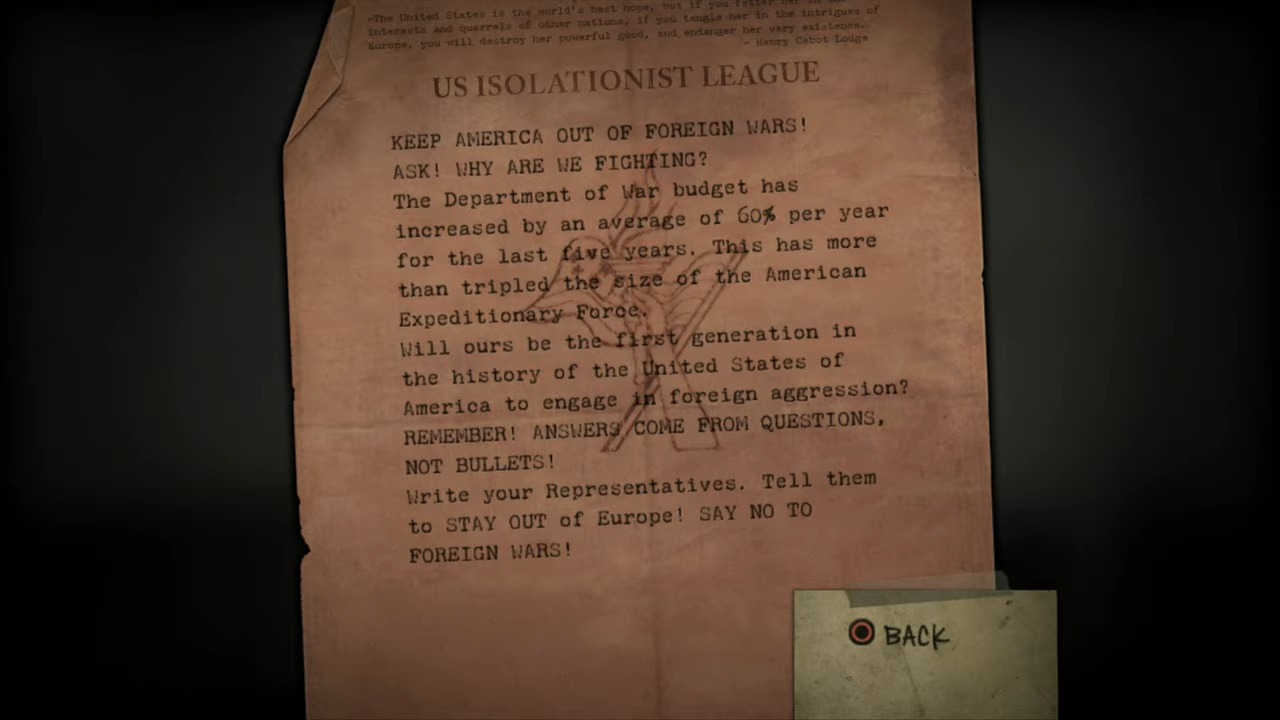 -The United States is the world's best hope, but if you fetter her in the
interests and quarrels of other nations, if you tangle her in the intrigues of
Europe, you will destroy her powerful good, and endanger her very existence.
- Henry Cabot Lodge
US ISOLATIONIST LEAGUE
KEEP AMERICA OUT OF FOREIGN WARS!
ASK! WHY ARE WE FIGHTING?
The Department of War budget has
increased by an average of 60% per year
for the last five years. This has more
than tripled the size of the American
Expeditionary Force.
Will ours be the first generation in
the history of the United States of
America to engage in foreign aggression?
REMEMBER! ANSWERS COME FROM QUESTIONS,
NOT BULLETS!
Write your Representatives. Tell them
to STAY OUT of Europe! SAY NO TO
FOREIGN WARS!
BACK